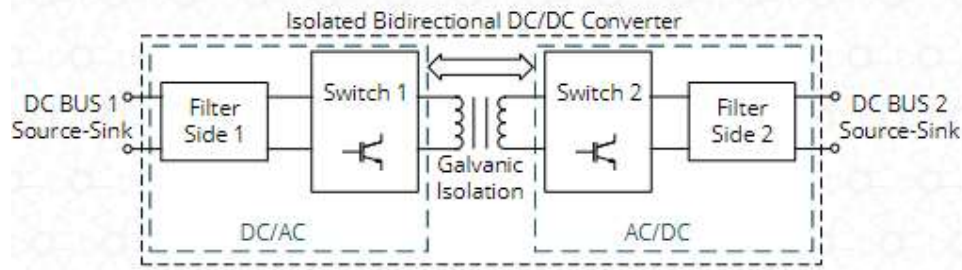 Isolated Bidirectional DC/DC Converter
DC BUS 1
Source-Sink
Filter
Side 1
Switch 1
Galvanic
Isolation
Switch 2
Filter
Side 2
DC BUS 2
Source-Sink
DC/AC
AC/DC